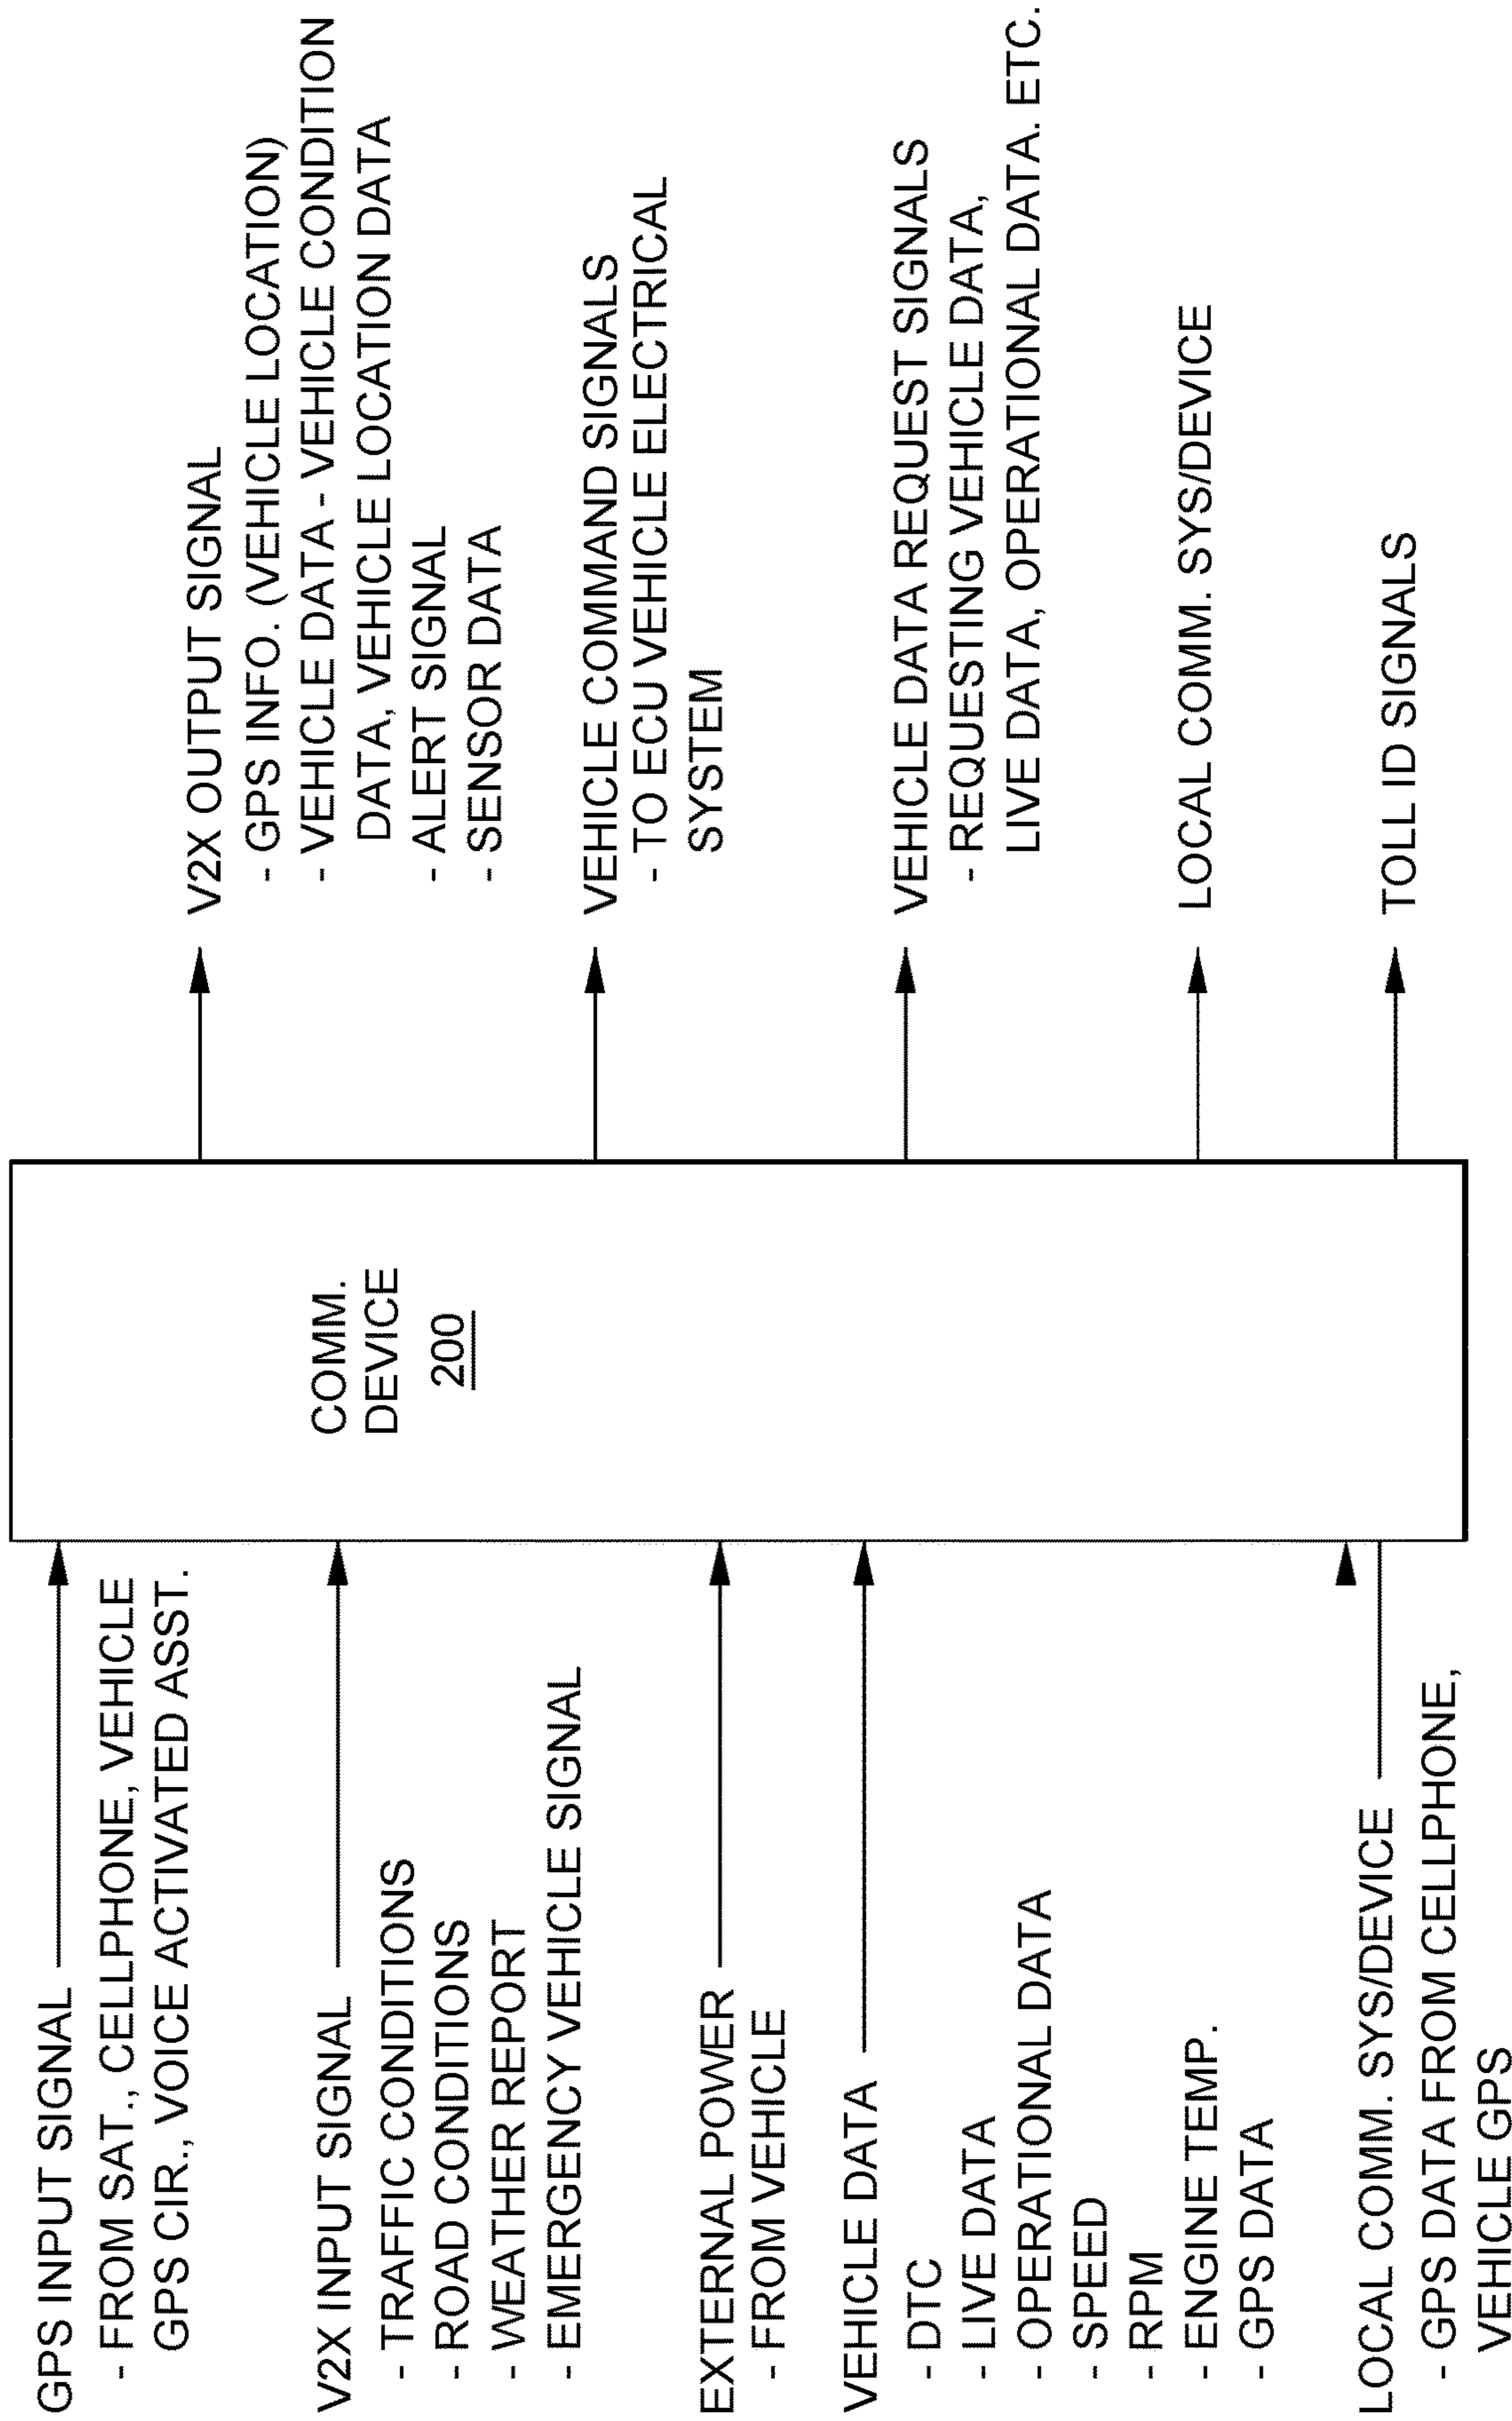 GPS INPUT SIGNAL
- FROM SAT., CELLPHONE, VEHICLE
GPS CIR., VOICE ACTIVATED ASST.
V2X INPUT SIGNAL
- TRAFFIC CONDITIONS
- ROAD CONDITIONS
- WEATHER REPORT
- EMERGENCY VEHICLE SIGNAL
EXTERNAL POWER
- FROM VEHICLE
VEHICLE DATA
- DTC
- LIVE DATA
- OPERATIONAL DATA
- SPEED
- RPM
- ENGINE TEMP.
- GPS DATA
LOCAL COMM. SYS/DEVICE
- GPS DATA FROM CELLPHONE,
VEHICLE GPS
COMM.
DEVICE
200
V2X OUTPUT SIGNAL
- GPS INFO. (VEHICLE LOCATION)
- VEHICLE DATA - VEHICLE CONDITION
DATA, VEHICLE LOCATION DATA
- ALERT SIGNAL
- SENSOR DATA
VEHICLE COMMAND SIGNALS
- TO ECU VEHICLE ELECTRICAL
SYSTEM
VEHICLE DATA REQUEST SIGNALS
- REQUESTING VEHICLE DATA,
LIVE DATA, OPERATIONAL DATA. ETC.
LOCAL COMM. SYS/DEVICE
TOLL ID SIGNALS